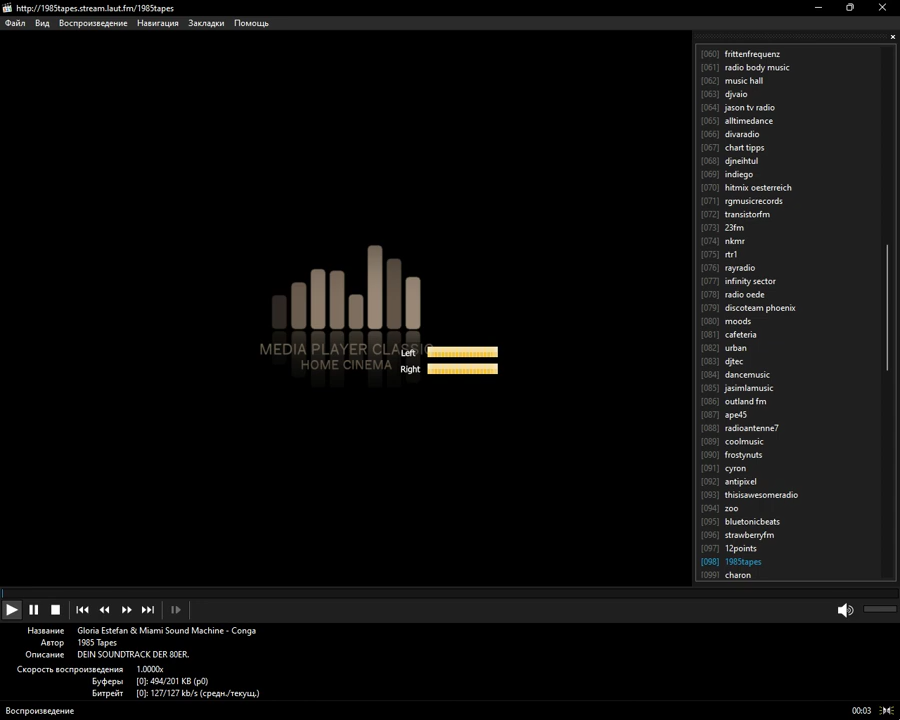 http://1985tapes.stream.laut.fm/1985tapes
Файл Вид Воспроизведение Навигация Закладки Помощь
[060] frittenfrequenz
[061] radio body music
[062] music hall
[063] djvaio
[064] jason tv radio
[065] alltimedance
[066] divaradio
[067] chart tipps
[068] djneihtul
[069] indiego
[070] hitmix oesterreich
[071] rgmusicrecords
[072] transistorfm
[073] 23fm
[074] nkmr
[075] rtr1
[076] rayradio
[077] infinity sector
[078] radio oede
[079] discoteam phoenix
[080] moods
[081] cafeteria
[082] urban
[083] djtec
[084] dancemusic
[085] jasimlamusic
[086] outland fm
[087] ape45
[088] radioantenne7
[089] coolmusic
[090] frostynuts
[091] cyron
[092] antipixel
[093] thisisawesomeradio
[094] zoo
[095] bluetonicbeats
[096] strawberryfm
[097] 12points
[098] 1985tapes
[099] charon
MEDIA PLAYER CLASSIC
HOME CINEMA
Left
Right
Название Gloria Estefan & Miami Sound Machine - Conga
Автор 1985 Tapes
Описание DEIN SOUNDTRACK DER 80ER.
Скорость воспроизведения 1.0000x
Буферы [0]: 494/201 KB (p0)
Битрейт [0]: 127/127 kb/s (средн./текущ.)
Воспроизведение 00:03